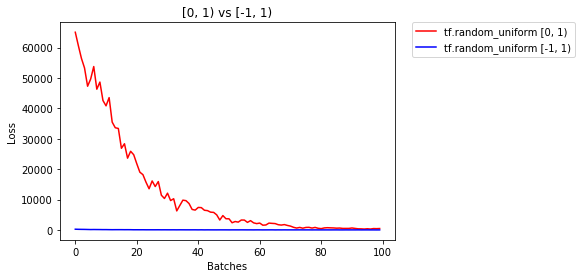 [0, 1) vs [-1, 1)
tf.random_uniform [0, 1)
tf.random_uniform [-1, 1)
60000
50000
40000
30000
20000
10000
0
Loss
0
20
40
60
80
100
Batches